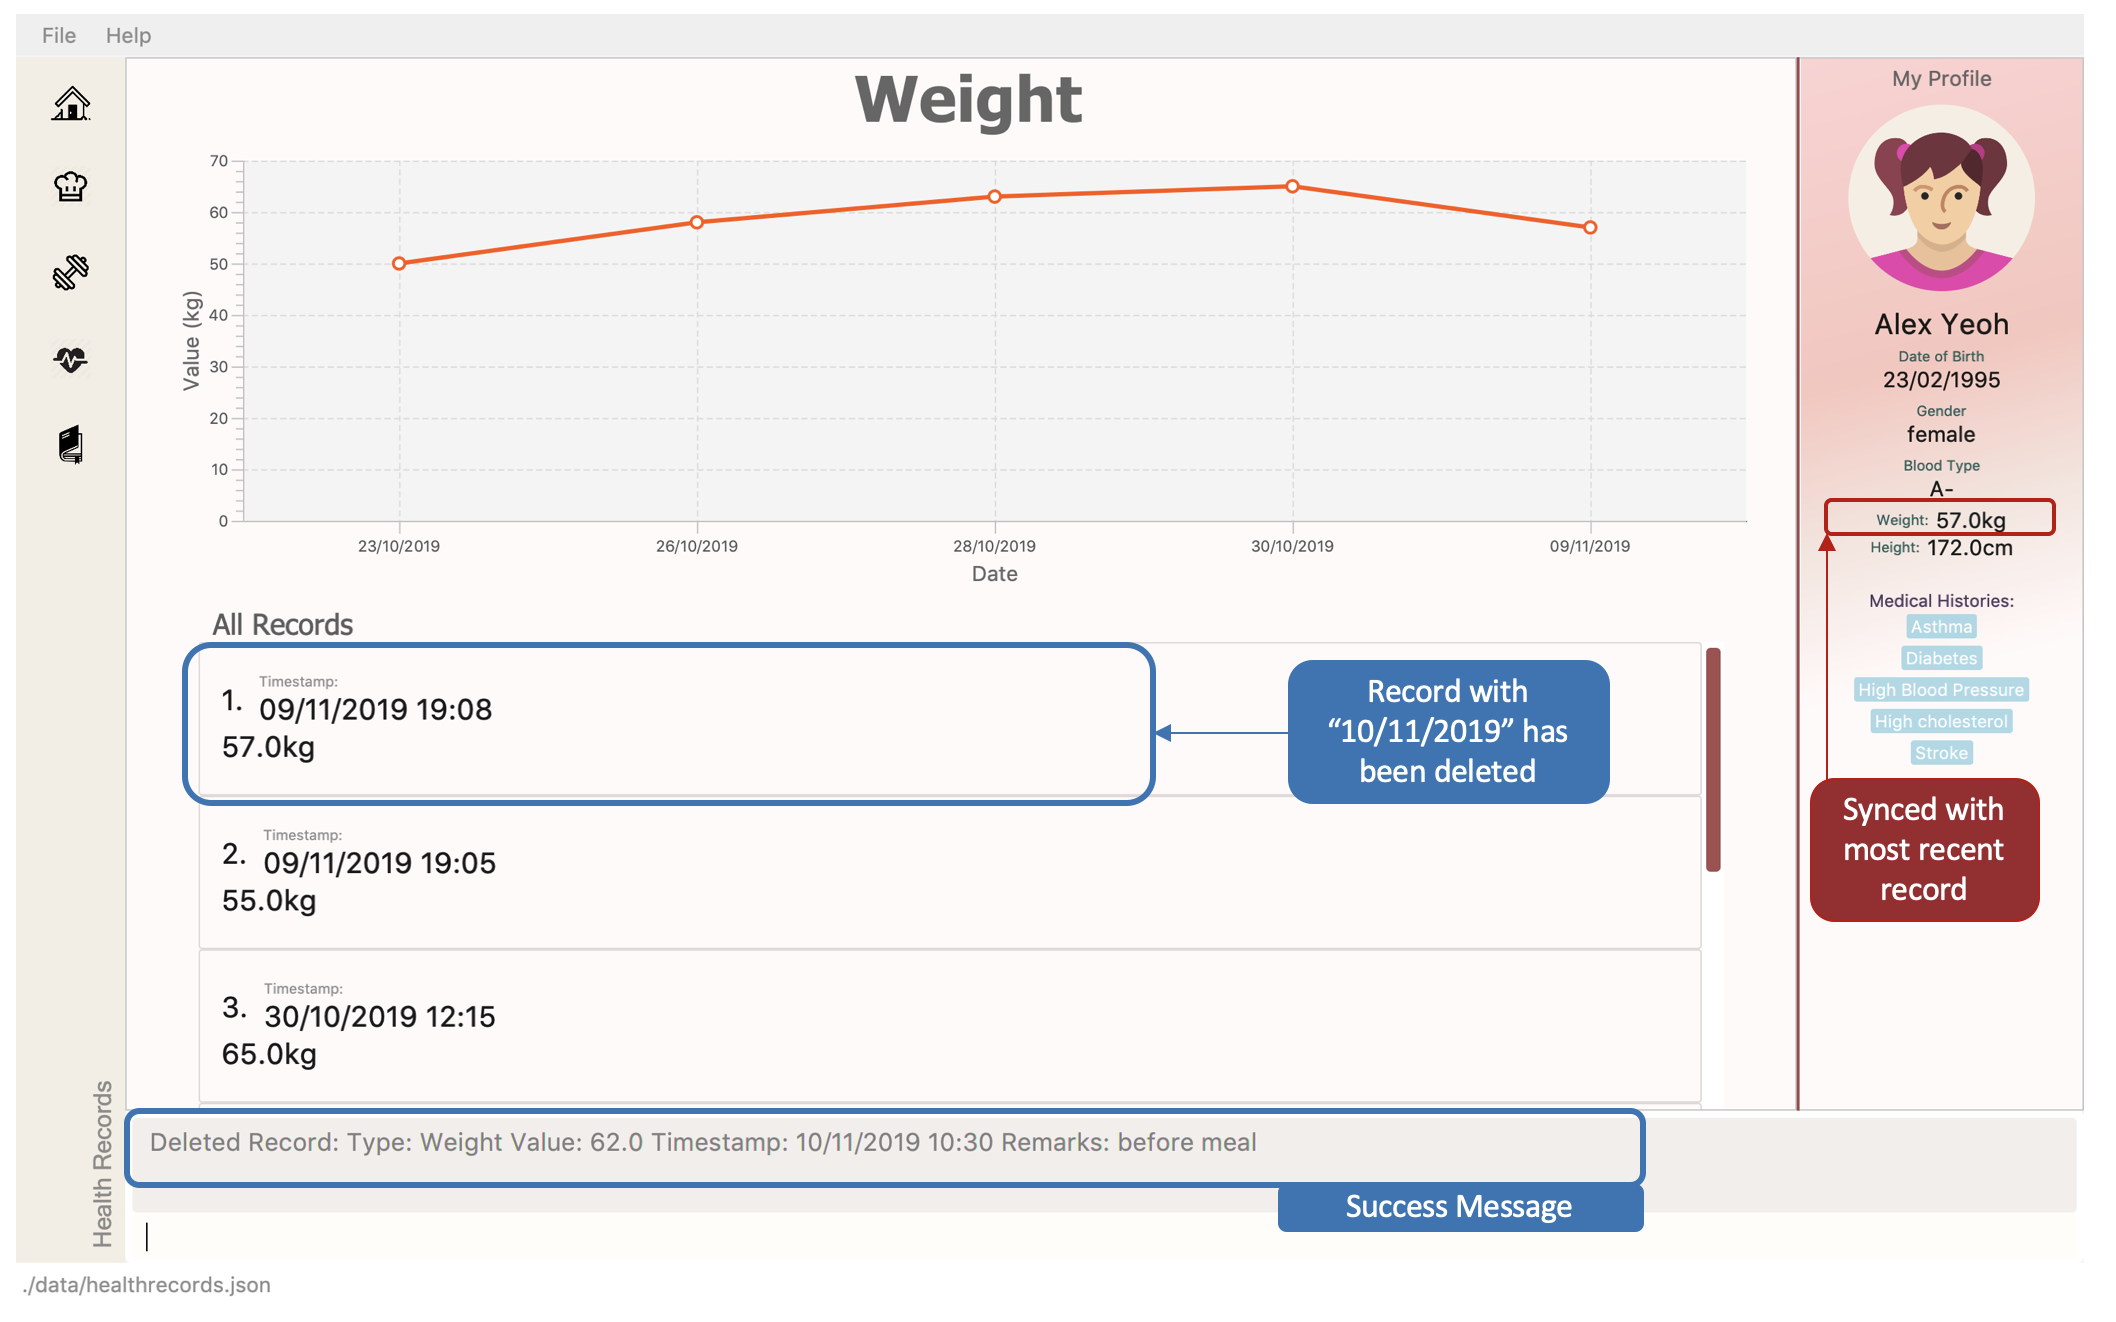 File Help
Weight
70
60
50
40
30
20
10
0
Value (kg)
23/10/2019 26/10/2019 28/10/2019 30/10/2019 09/11/2019
Date
All Records
Timestamp:
1. 09/11/2019 19:08
57.0kg
Record with
“10/11/2019” has
been deleted
Timestamp:
2. 09/11/2019 19:05
55.0kg
Timestamp:
3. 30/10/2019 12:15
65.0kg
My Profile
Alex Yeoh
Date of Birth
23/02/1995
Gender
female
Blood Type
A-
Weight: 57.0kg
Height: 172.0cm
Medical Histories:
Asthma
Diabetes
High Blood Pressure
High cholesterol
Stroke
Synced with
most recent
record
Health Records
Deleted Record: Type: Weight Value: 62.0 Timestamp: 10/11/2019 10:30 Remarks: before meal
Success Message
./data/healthrecords.json